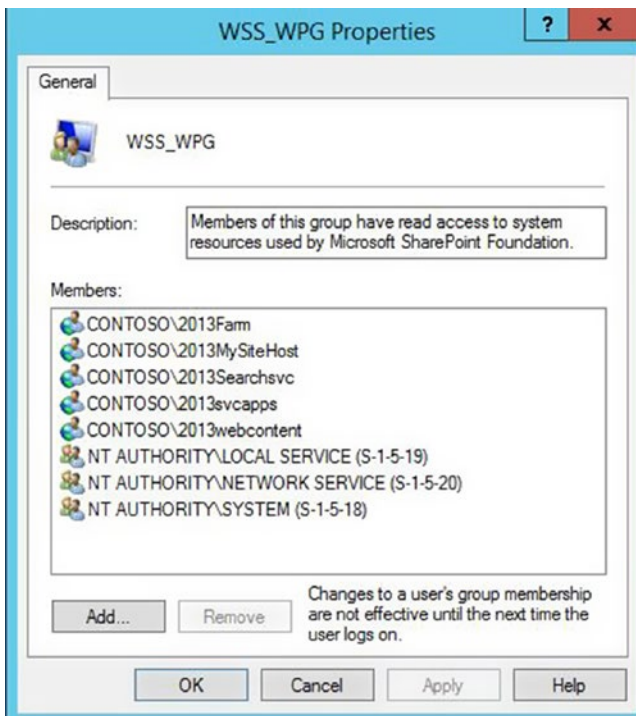 WSS_WPG Properties
?
x
General
WSS_WPG
Description:
Members of this group have read access to system
resources used by Microsoft SharePoint Foundation.
Members:
CONTOSO\2013Farm
CONTOSO\2013MySiteHost
CONTOSO\2013Searchsvc
CONTOSO\2013svcapps
CONTOSO\2013webcontent
NT AUTHORITY\LOCAL SERVICE (S-1-5-19)
NT AUTHORITY\NETWORK SERVICE (S-1-5-20)
NT AUTHORITY\SYSTEM (S-1-5-18)
Add...
Remove
Changes to a user's group membership
are not effective until the next time the
user logs on.
OK
Cancel
Apply
Help